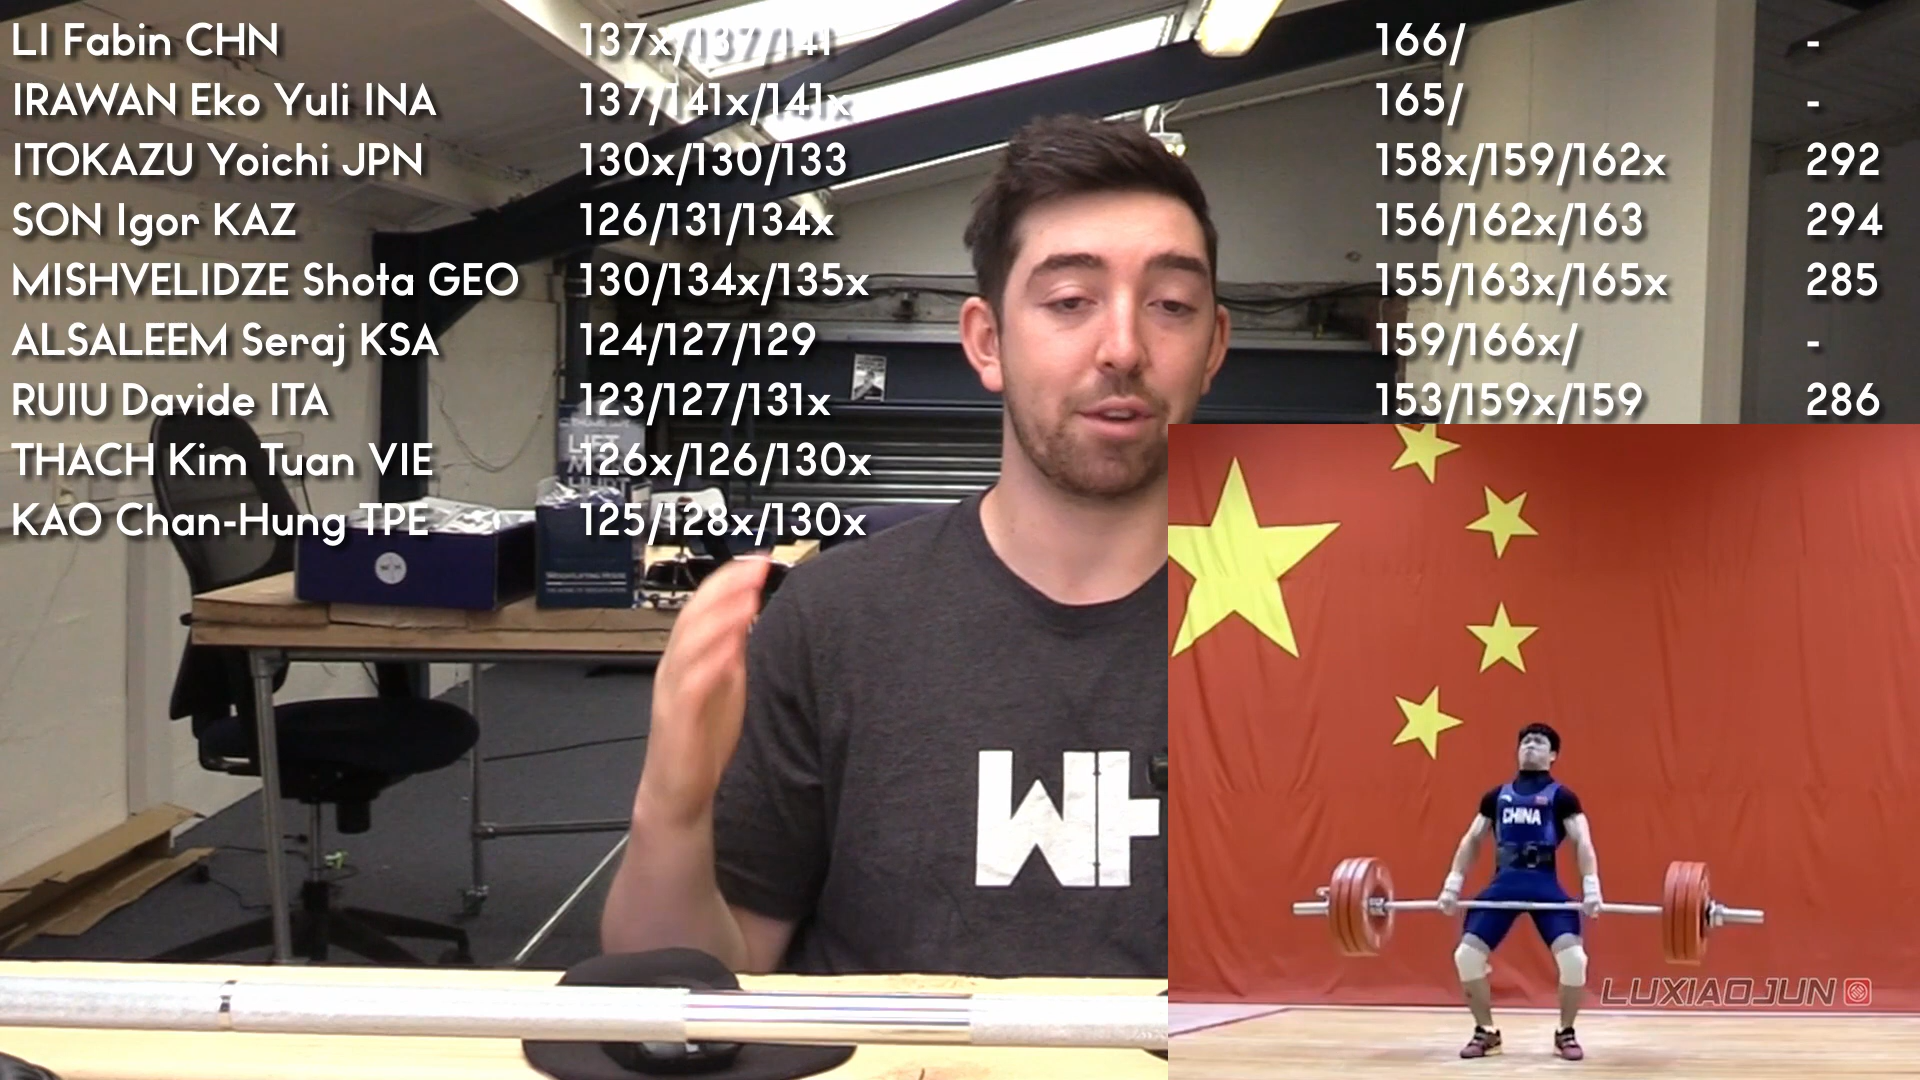 LI Fabin CHN 137x/137/141 166/ -
IRAWAN Eko Yuli INA 137/141x/141x 165/ -
ITOKAZU Yoichi JPN 130x/130/133 158x/159/162x 292
SON Igor KAZ 126/131/134x 156/162x/163 294
MISHVELIDZE Shota GEO 130/134x/135x 155/163x/165x 285
ALSALEEM Seraj KSA 124/127/129 159/166x/ -
RUIU Davide ITA 123/127/131x 153/159x/159 286
THACH Kim Tuan VIE 126x/126/130x
KAO Chan-Hung TPE 125/128x/130x
LIFT
WH
CHINA
LUXIAOJUN